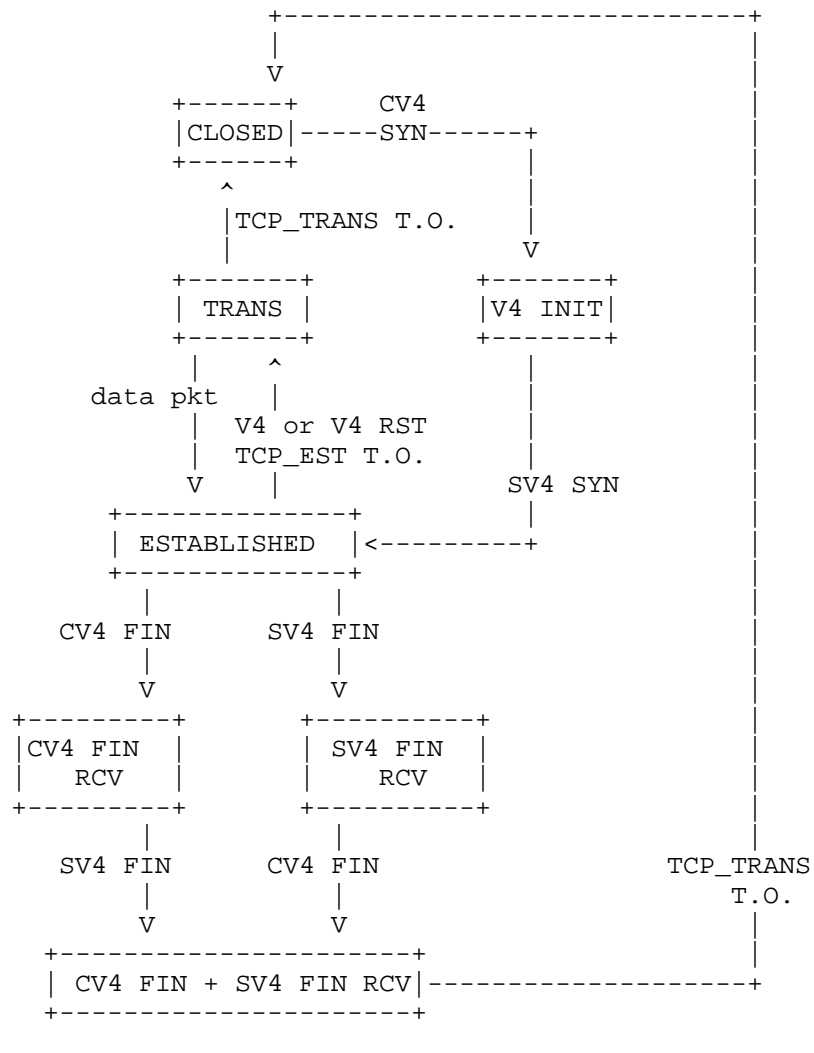 CV4
CLOSED
SYN
TCP_TRANS T.O.
TRANS
V4 INIT
data pkt
V4 or V4 RST
TCP_EST T.O.
SV4 SYN
ESTABLISHED
CV4 FIN SV4 FIN
CV4 FIN SV4 FIN
RCV RCV
SV4 FIN CV4 FIN TCP_TRANS
T.O.
CV4 FIN + SV4 FIN RCV